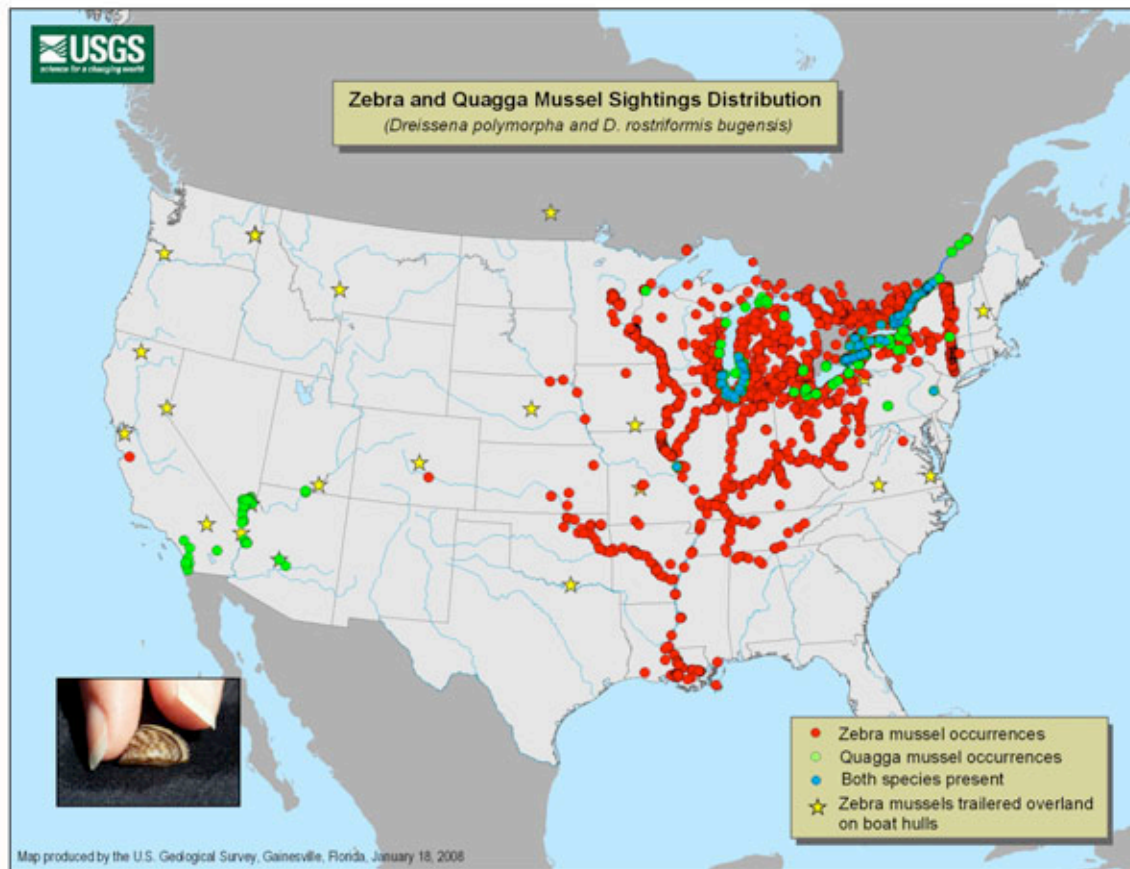 USGS
science for a changing world
Zebra and Quagga Mussel Sightings Distribution
(Dreissena polymorpha and D. rostriformis bugensis)
Zebra mussel occurrences
Quagga mussel occurrences
Both species present
Zebra mussels trailered overland
on boat hulls
Map produced by the U.S. Geological Survey, Gainesville, Florida, January 18, 2008